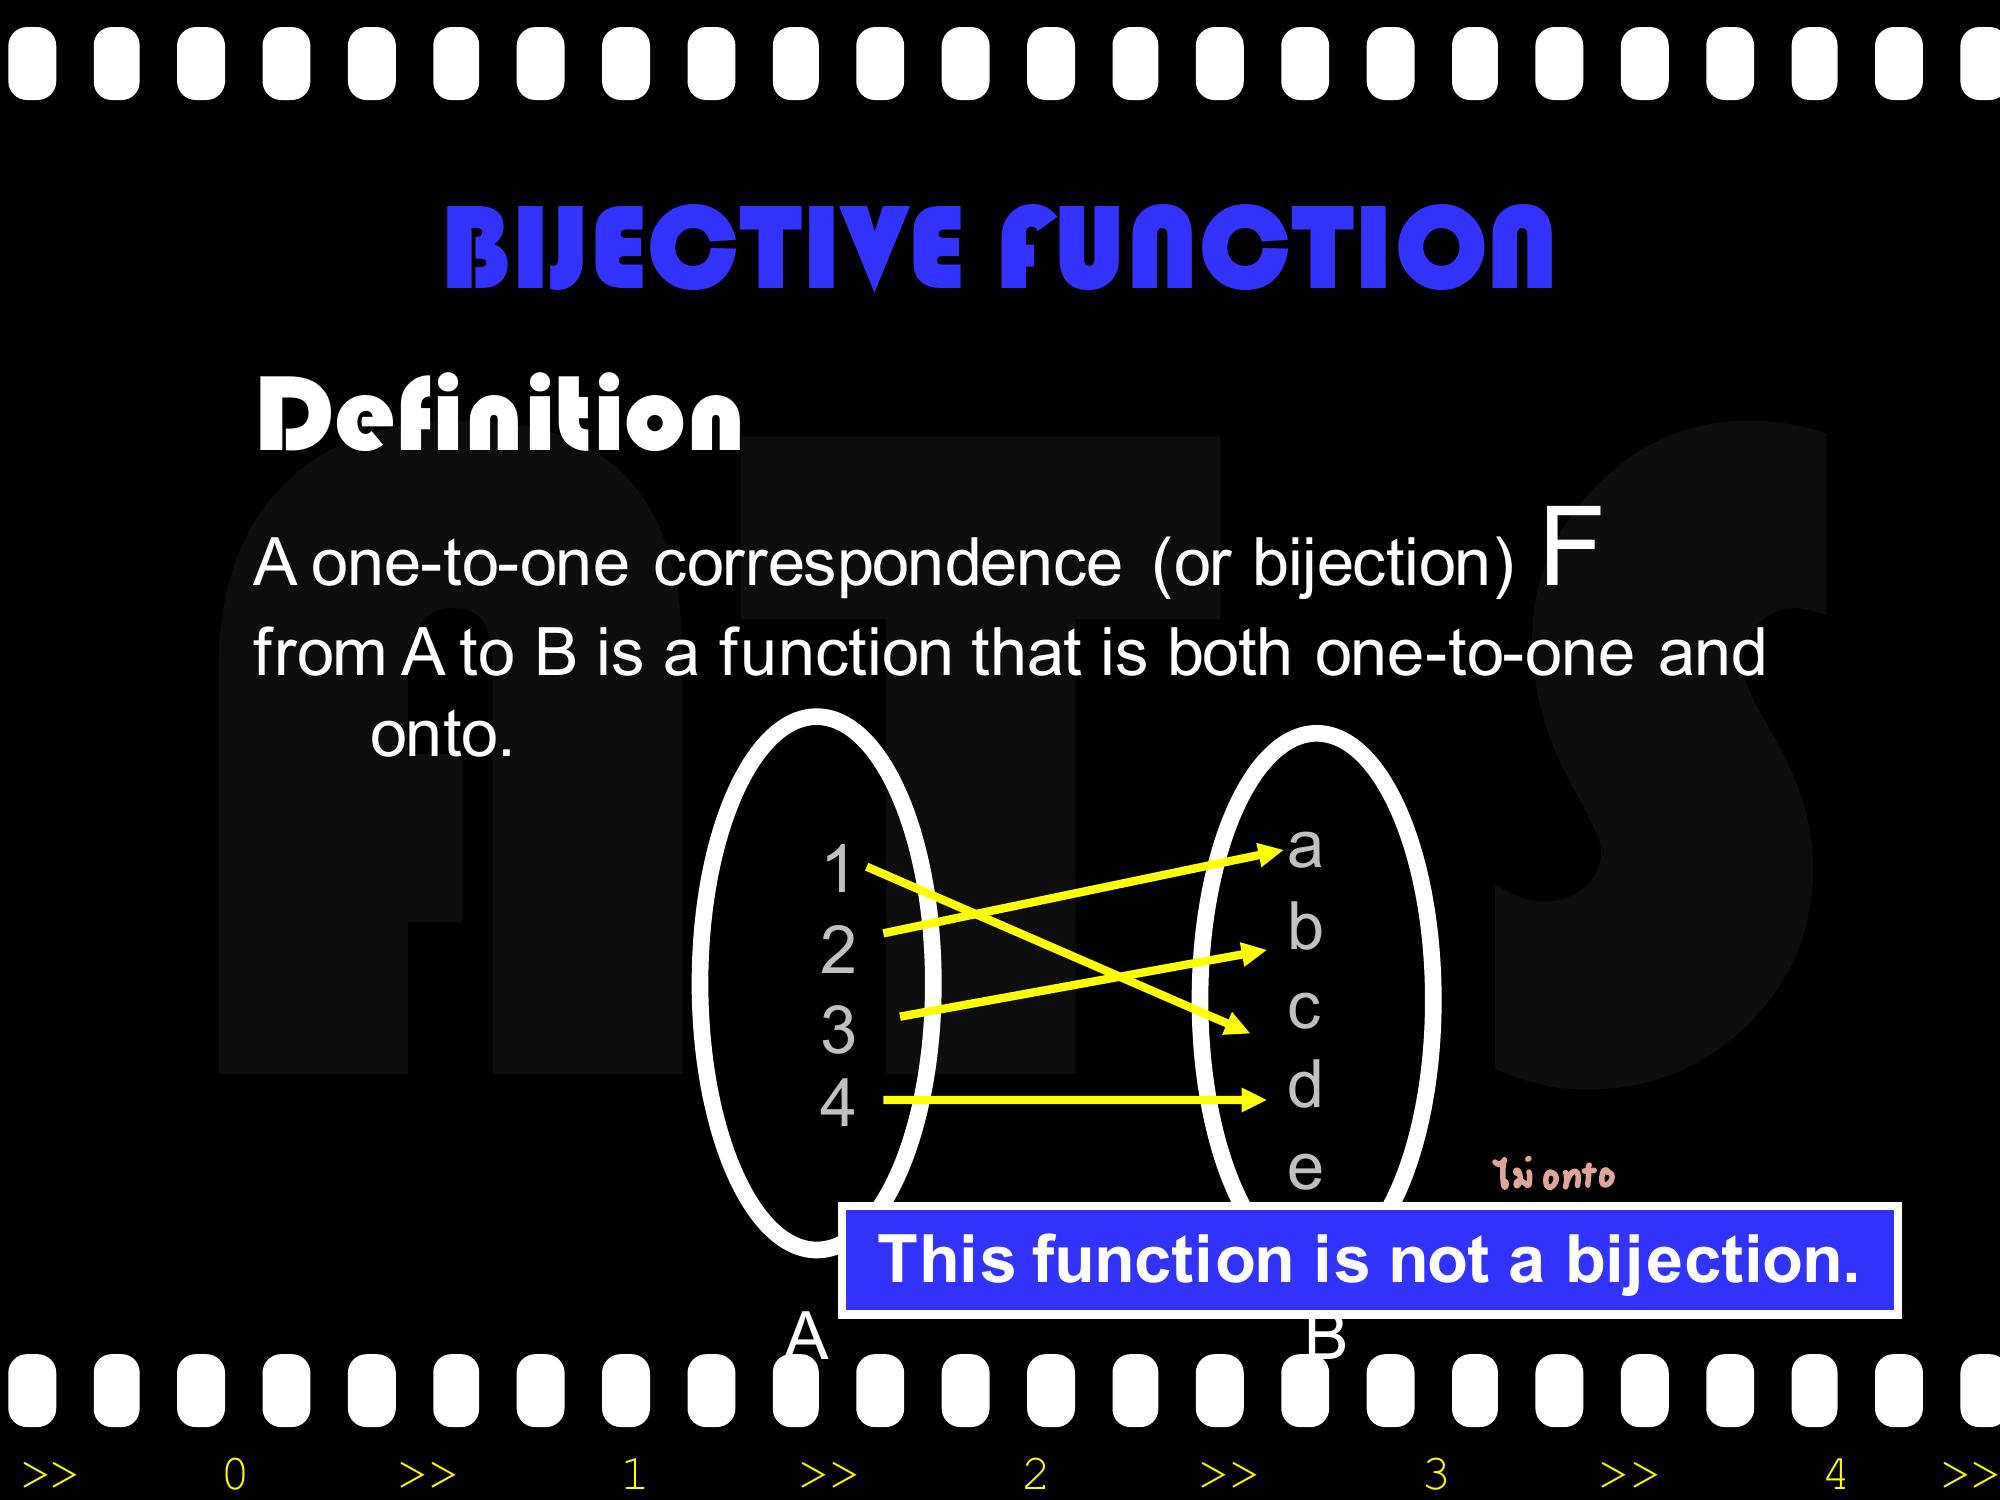 BIJECTIVE FUNCTION
Definition
A one-to-one correspondence (or bijection) F
from A to B is a function that is both one-to-one and
onto.
1
2
3
4
a
b
c
d
e
ไม่ onto
This function is not a bijection.
A
B
>> 0 >> 1 >> 2 >> 3 >> 4 >>